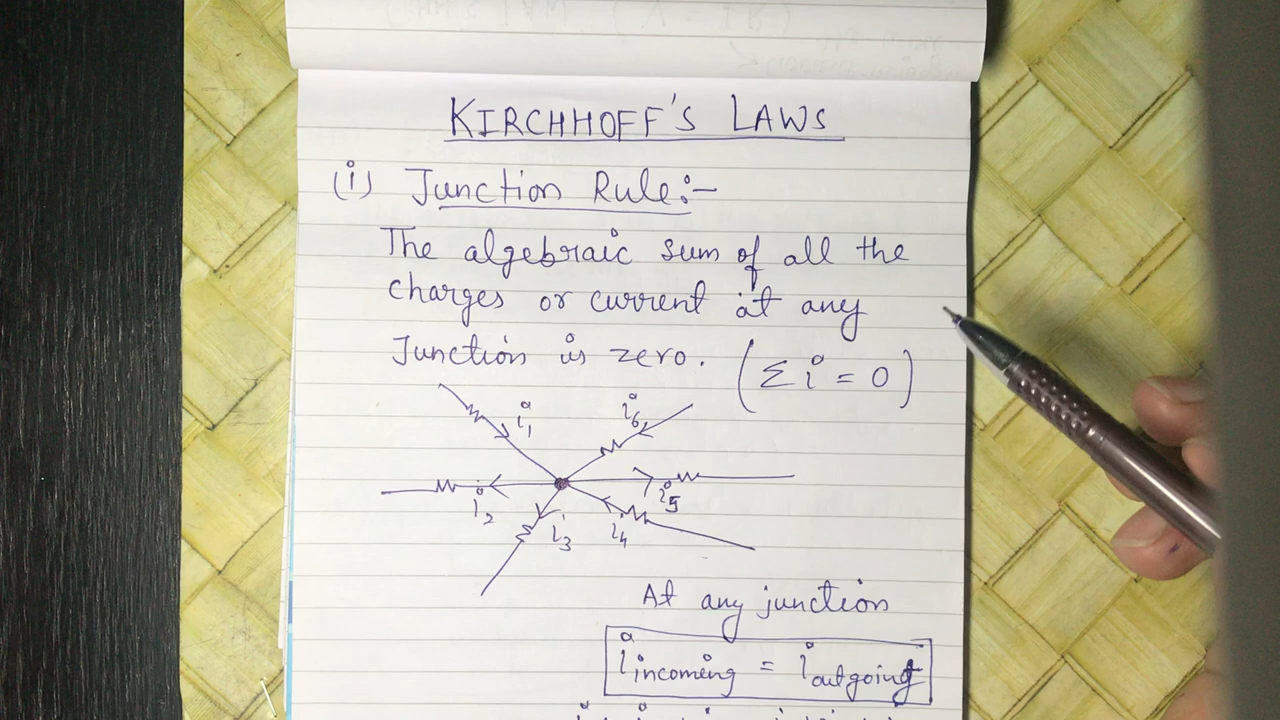 KIRCHHOFF'S LAWS
(i) Junction Rule:-
The algebraic sum of all the
charges or current at any
Junction is zero. (Σ i = 0)
i1 i6
i2 i3 i4 i5
At any junction
i incoming = i outgoing